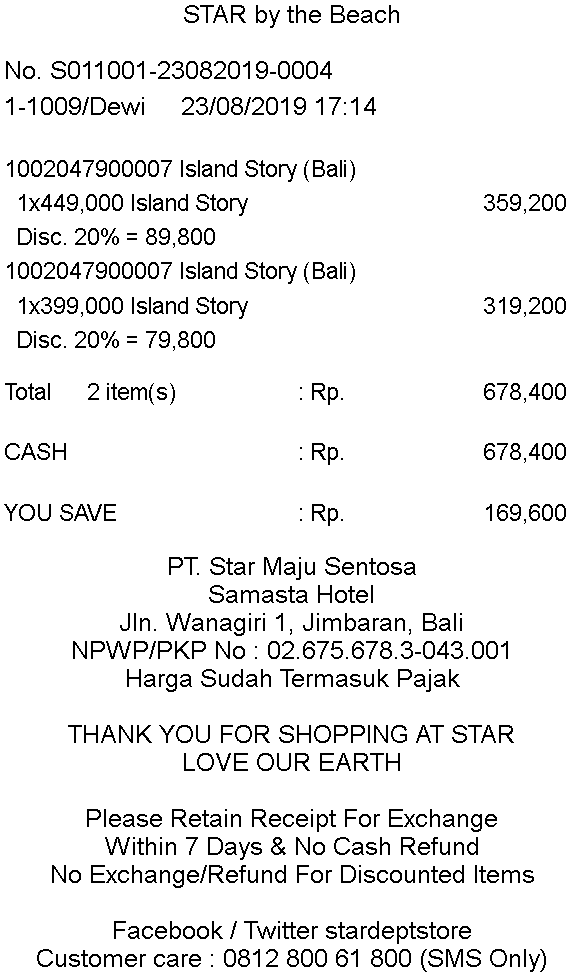 STAR by the Beach
No. S011001-23082019-0004
1-1009/Dewi 23/08/2019 17:14
1002047900007 Island Story (Bali)
1x449,000 Island Story 359,200
Disc. 20% = 89,800
1002047900007 Island Story (Bali)
1x399,000 Island Story 319,200
Disc. 20% = 79,800
Total 2 item(s) : Rp. 678,400
CASH : Rp. 678,400
YOU SAVE : Rp. 169,600
PT. Star Maju Sentosa
Samasta Hotel
Jln. Wanagiri 1, Jimbaran, Bali
NPWP/PKP No : 02.675.678.3-043.001
Harga Sudah Termasuk Pajak
THANK YOU FOR SHOPPING AT STAR
LOVE OUR EARTH
Please Retain Receipt For Exchange
Within 7 Days & No Cash Refund
No Exchange/Refund For Discounted Items
Facebook / Twitter stardeptstore
Customer care : 0812 800 61 800 (SMS Only)